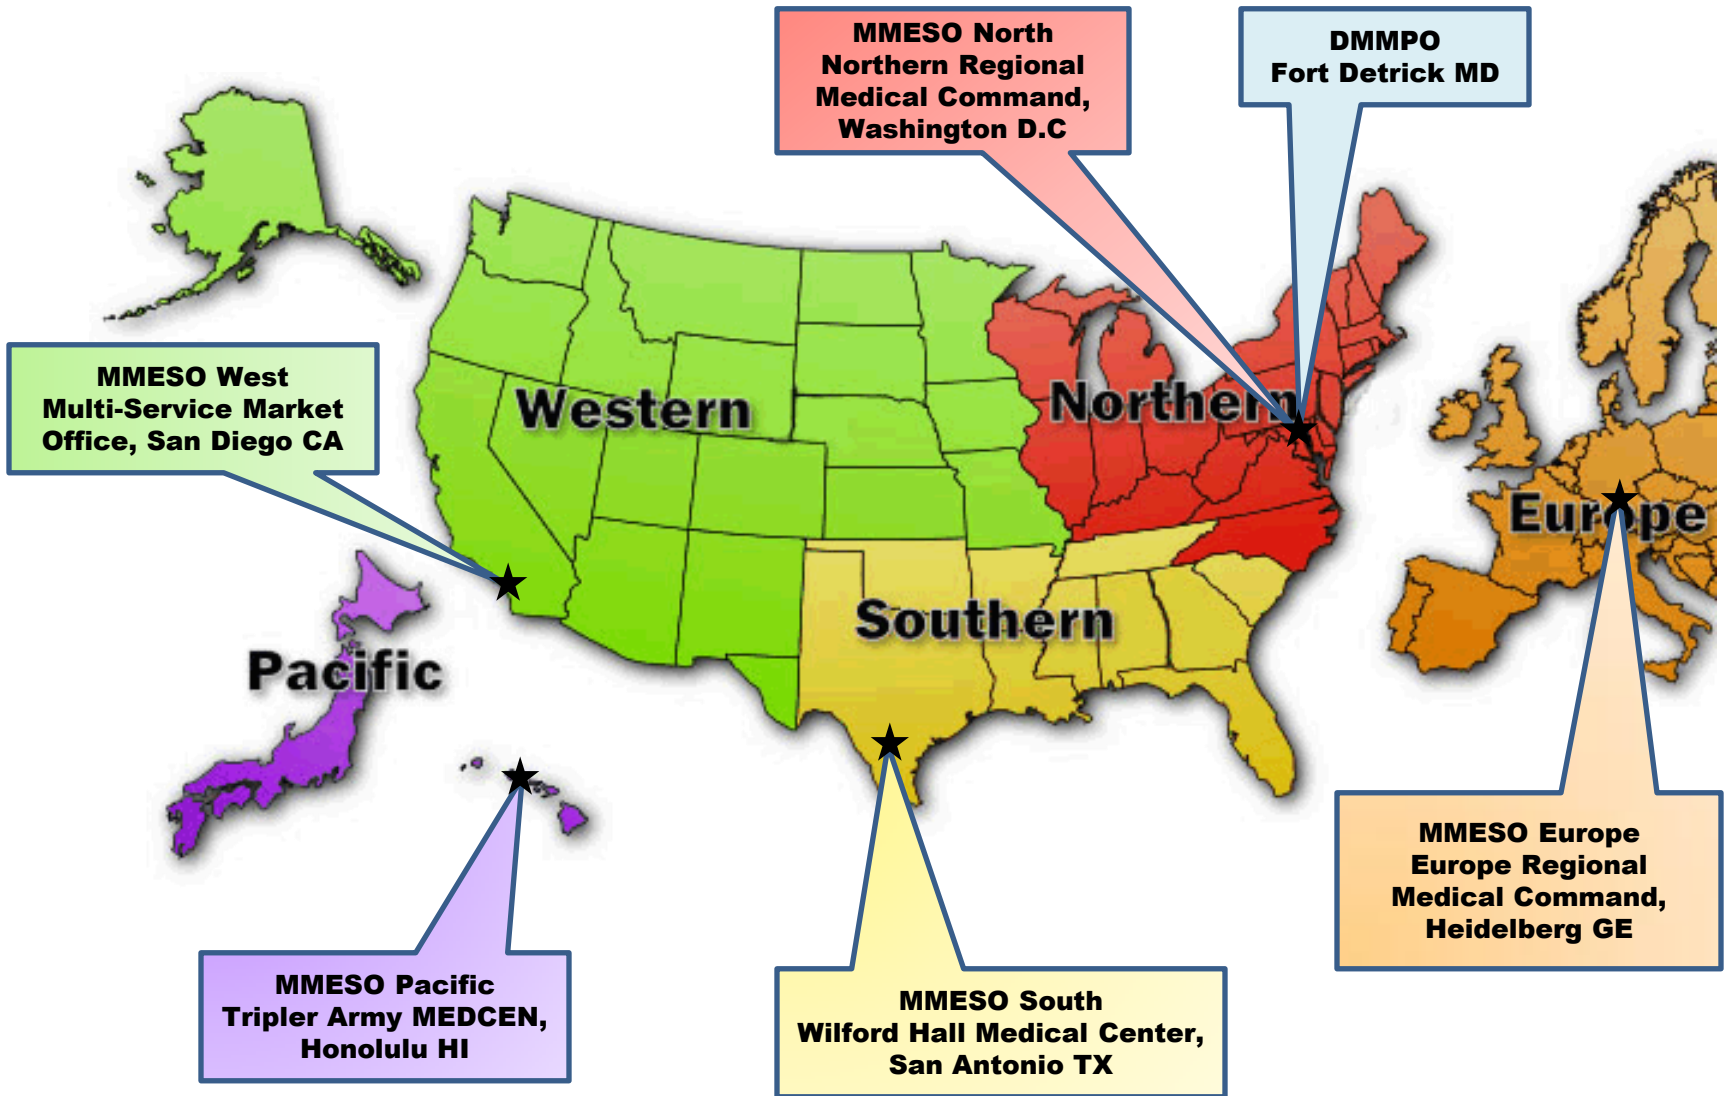 MMESO North
Northern Regional
Medical Command,
Washington D.C
DMMPO
Fort Detrick MD
MMESO West
Multi-Service Market
Office, San Diego CA
Western
Northern
Europe
Southern
Pacific
MMESO Europe
Europe Regional
Medical Command,
Heidelberg GE
MMESO Pacific
Tripler Army MEDCEN,
Honolulu HI
MMESO South
Wilford Hall Medical Center,
San Antonio TX